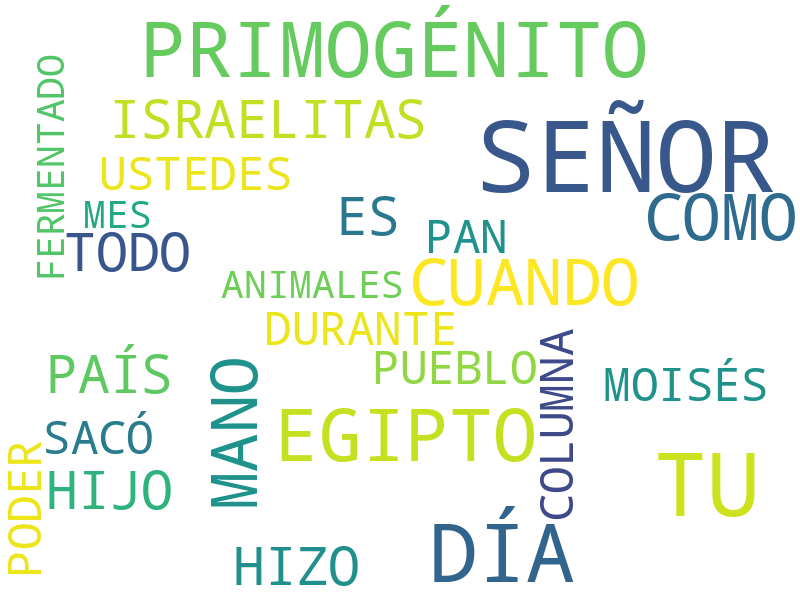 PRIMOGÉNITO
FERMENTADO
ISRAELITAS
SEÑOR
USTEDES
MES
ES
COMO
TODO
PAN
ANIMALES
CUANDO
DURANTE
PAÍS
PUEBLO
COLUMNA
MOISÉS
MANO
SACÓ
EGIPTO
PODER
HIJO
TU
HIZO
DÍA